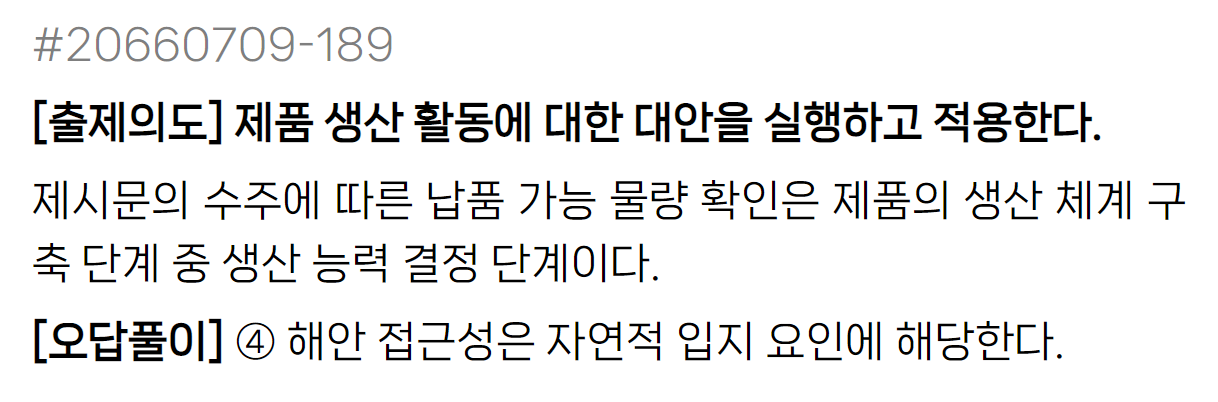 #20660709-189
[출제의도] 제품 생산 활동에 대한 대안을 실행하고 적용한다.
제시문의 수주에 따른 납품 가능 물량 확인은 제품의 생산 체계 구
축 단계 중 생산 능력 결정 단계이다.
[오답풀이] ④ 해안 접근성은 자연적 입지 요인에 해당한다.